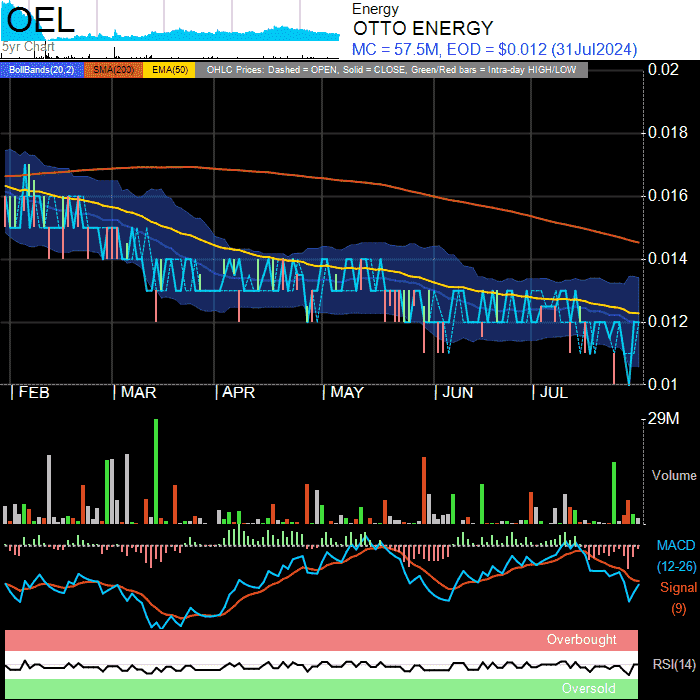 OEL
5yr Chart
Energy
OTTO ENERGY
MC = 57.5M, EOD = $0.012 (31Jul2024)
BollBands(20,2) SMA(200) EMA(50) OHLC Prices: Dashed = OPEN, Solid = CLOSE, Green/Red bars = Intra-day HIGH/LOW
0.02
0.018
0.016
0.014
0.012
0.01
FEB MAR APR MAY JUN JUL
29M
Volume
MACD
(12-26)
Signal
(9)
Overbought
RSI(14)
Oversold